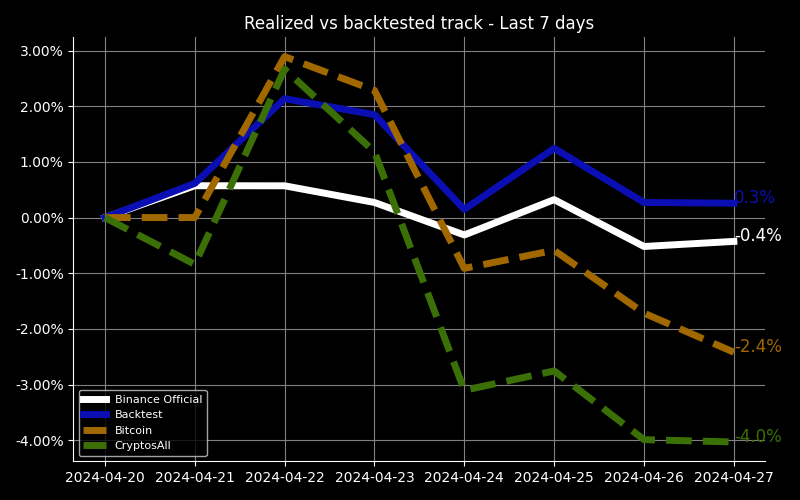 Realized vs backtested track - Last 7 days
3.00%
2.00%
1.00%
0.00%
-1.00%
-2.00%
-3.00%
-4.00%
0.3%
-0.4%
-2.4%
-4.0%
Binance Official
Backtest
Bitcoin
CryptosAll
2024-04-20 2024-04-21 2024-04-22 2024-04-23 2024-04-24 2024-04-25 2024-04-26 2024-04-27